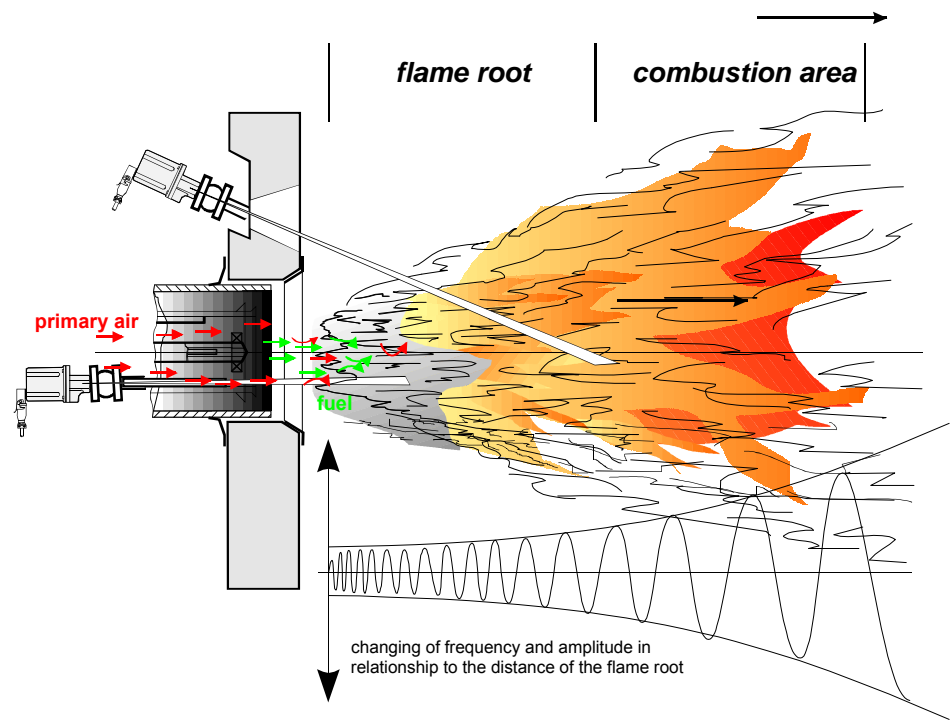 flame root
combustion area
primary air
fuel
changing of frequency and amplitude in
relationship to the distance of the flame root